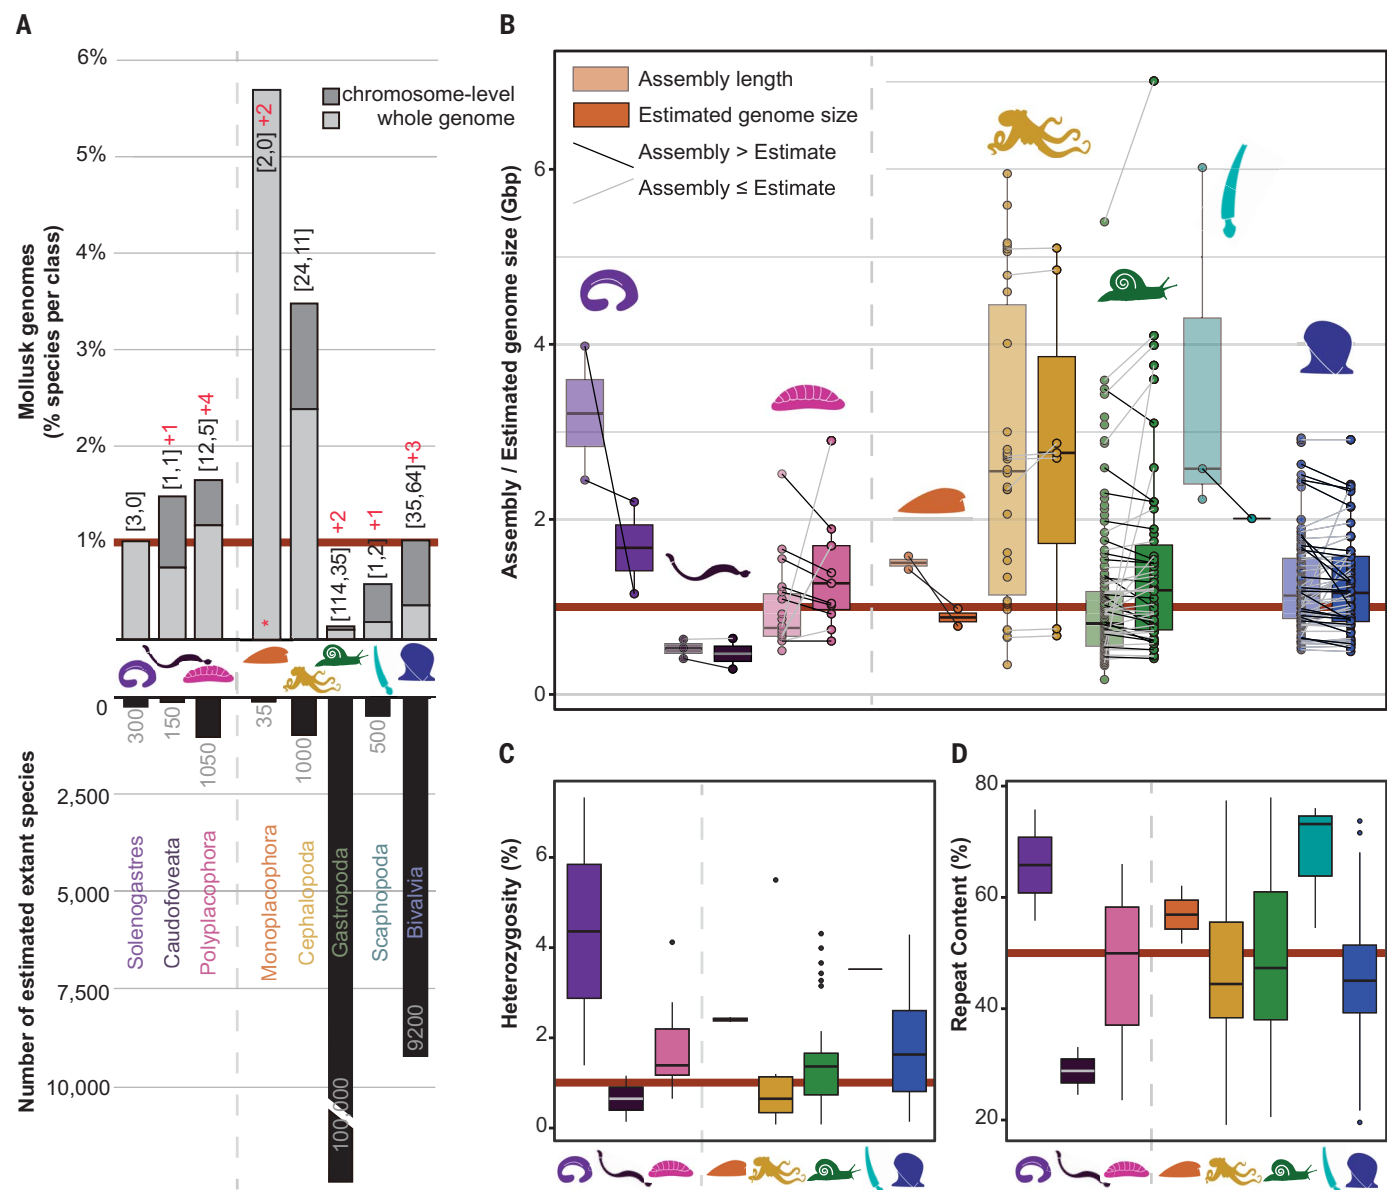 A
6%
5%
4%
3%
2%
1%
Mollusk genomes
(% species per class)
chromosome-level
whole genome
[3,0]
[1,1] +1
[12,5] +4
[2,0] +2
*
[24,11]
[114,35] +2
[1,2] +1
[35,64] +3
0
2,500
5,000
7,500
10,000
Number of estimated extant species
300
150
1050
35
1000
100,000
500
9200
Solenogastres
Caudofoveata
Polyplacophora
Monoplacophora
Cephalopoda
Gastropoda
Scaphopoda
Bivalvia
B
Assembly / Estimated genome size (Gbp)
6
4
2
0
Assembly length
Estimated genome size
Assembly > Estimate
Assembly ≤ Estimate
C
Heterozygosity (%)
6
4
2
0
D
Repeat Content (%)
80
60
40
20